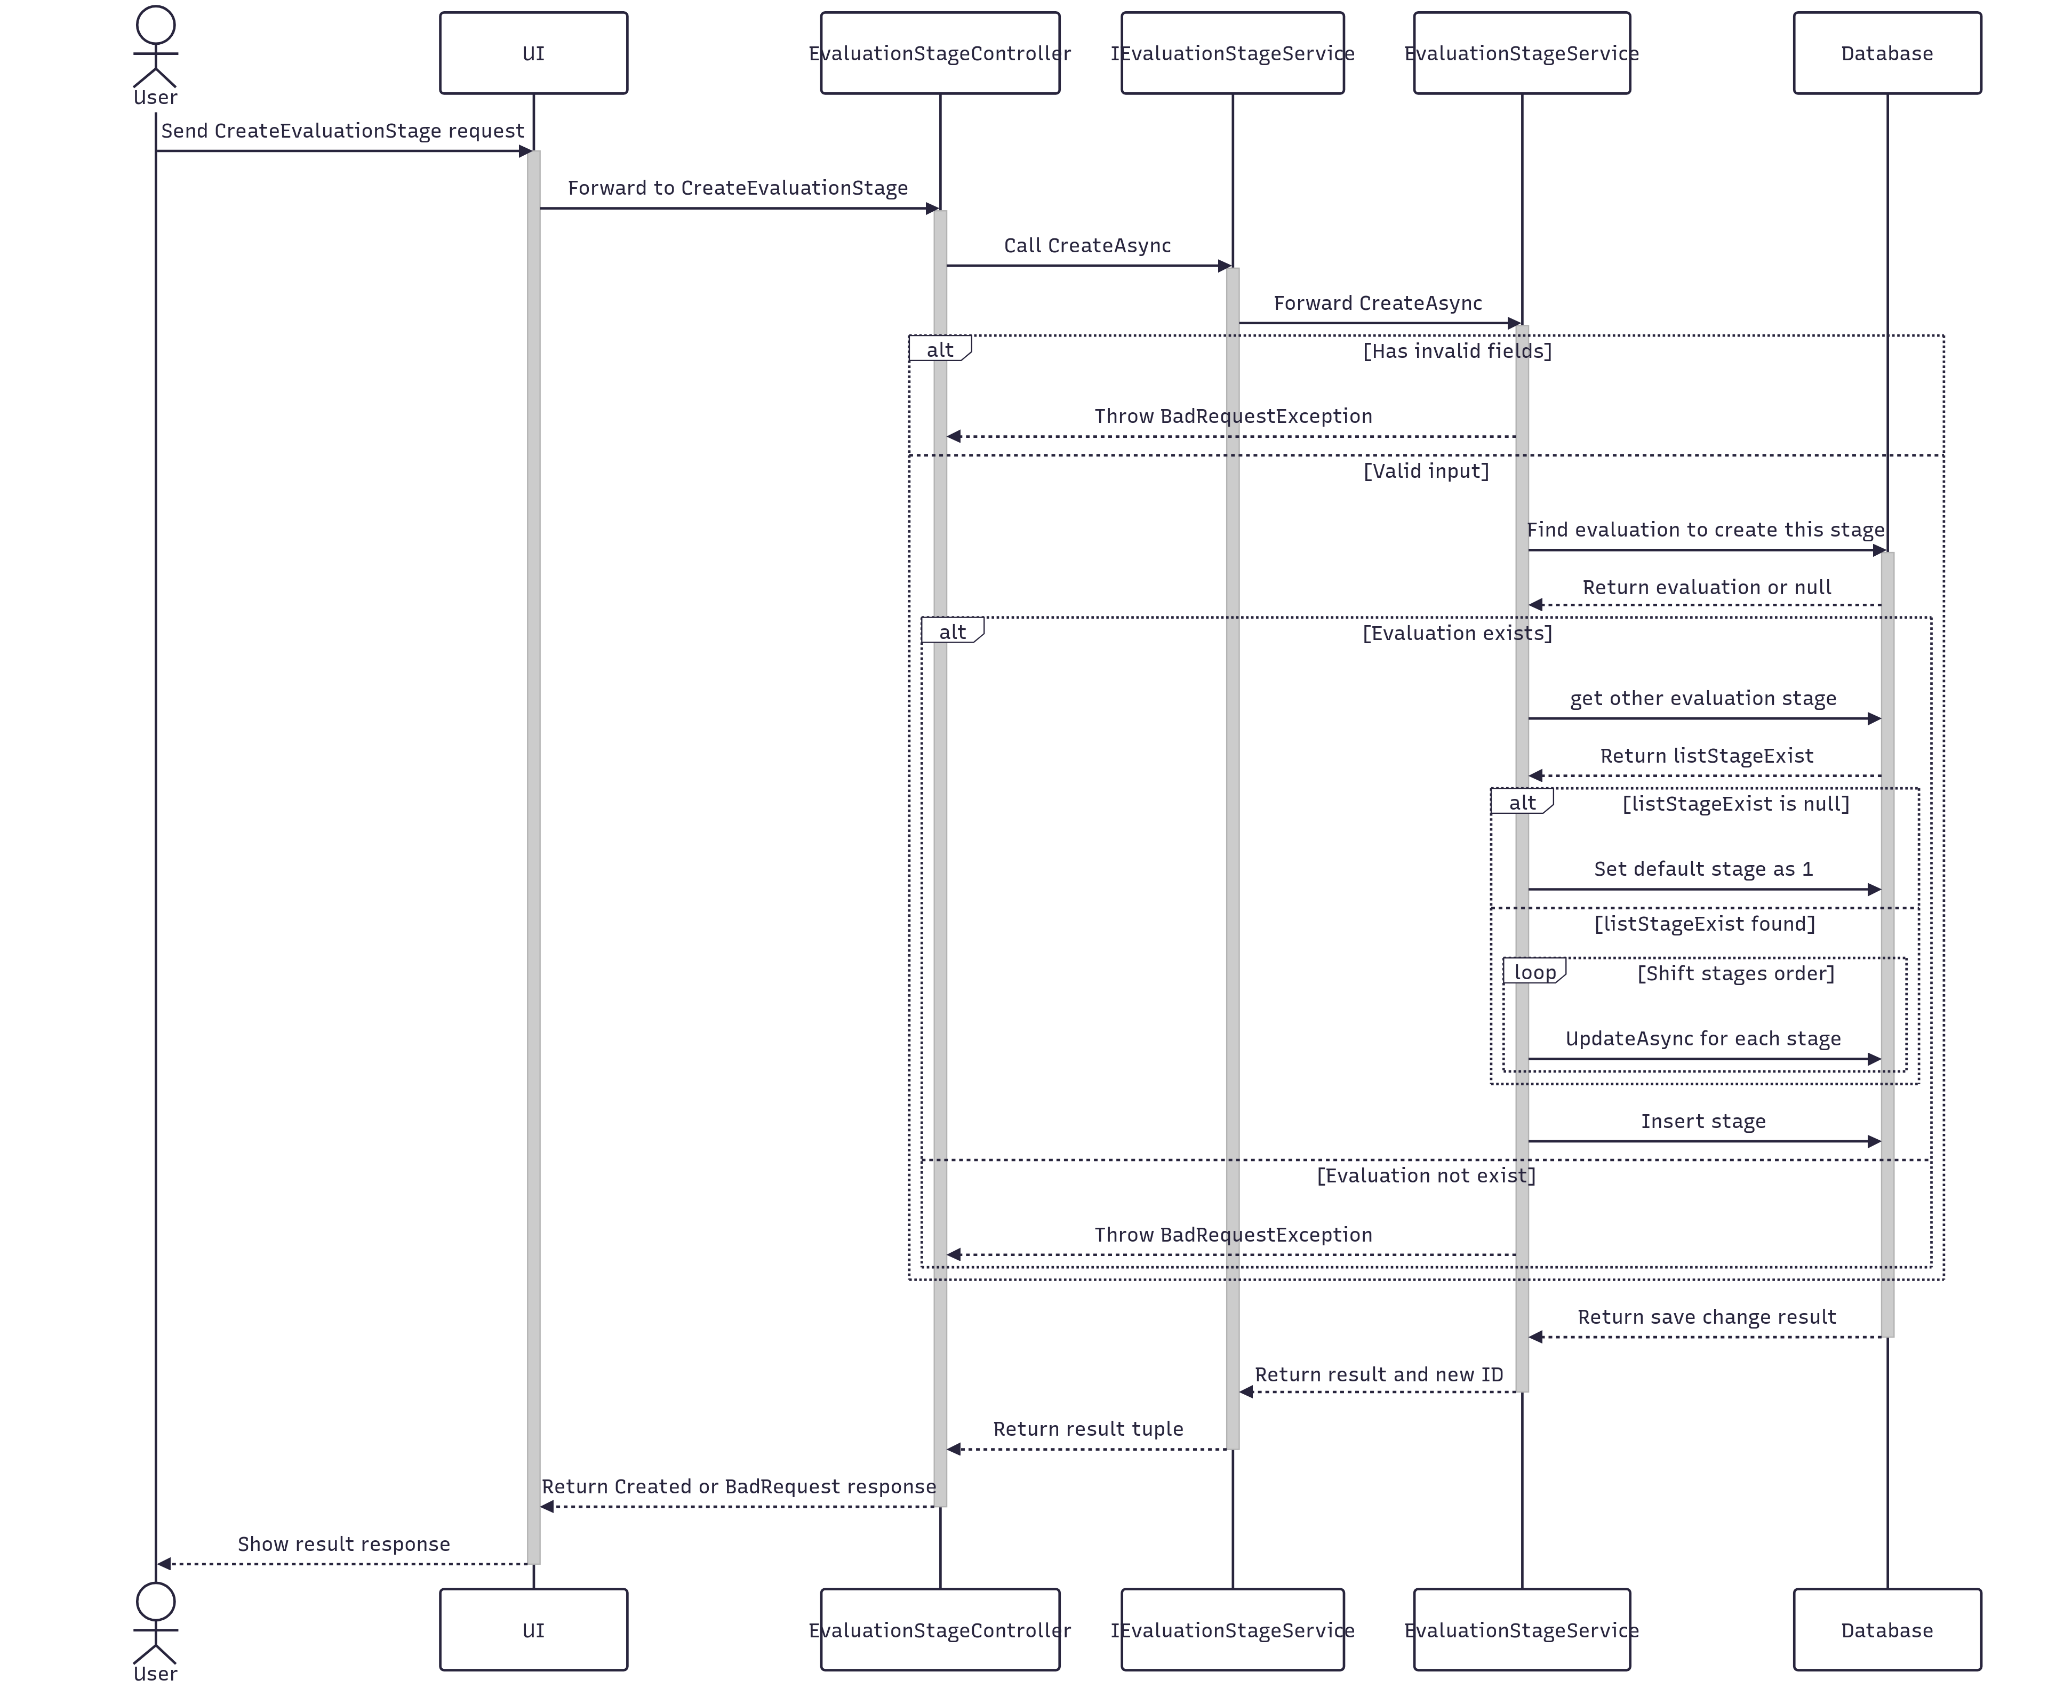 User
UI
EvaluationStageController
IEvaluationStageService
EvaluationStageService
Database
Send CreateEvaluationStage request
Forward to CreateEvaluationStage
Call CreateAsync
Forward CreateAsync
alt
[Has invalid fields]
Throw BadRequestException
[Valid input]
Find evaluation to create this stage
Return evaluation or null
alt
[Evaluation exists]
get other evaluation stage
Return listStageExist
alt
[listStageExist is null]
Set default stage as 1
[listStageExist found]
loop
[Shift stages order]
UpdateAsync for each stage
Insert stage
[Evaluation not exist]
Throw BadRequestException
Return save change result
Return result and new ID
Return result tuple
Return Created or BadRequest response
Show result response
User
UI
EvaluationStageController
IEvaluationStageService
EvaluationStageService
Database